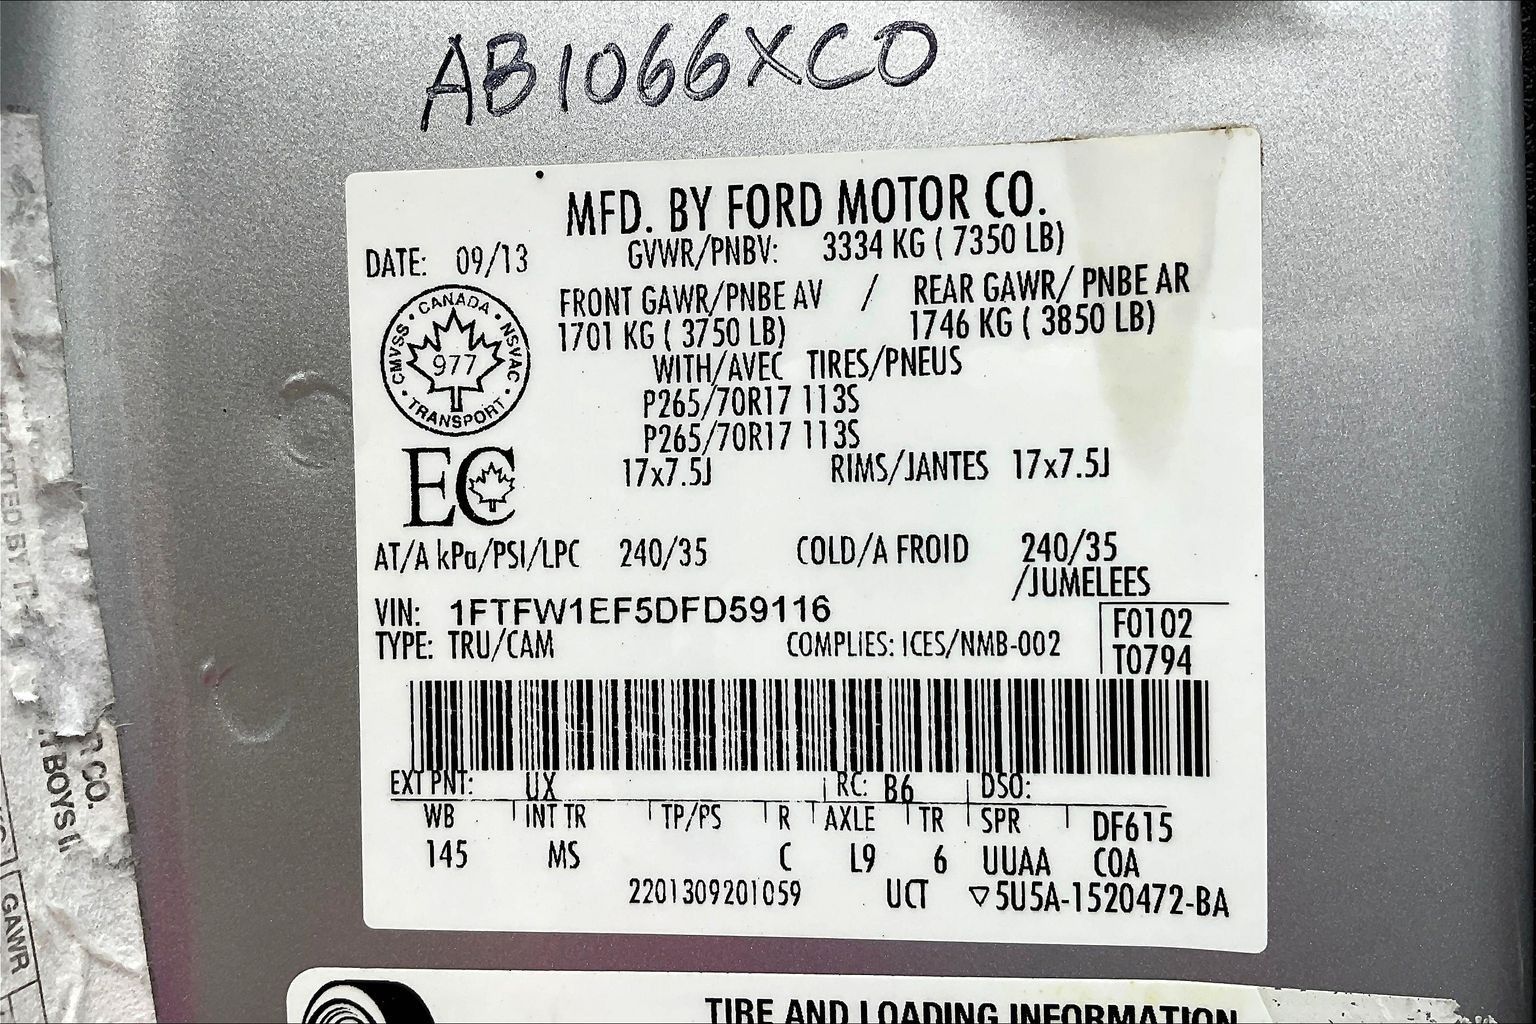 AB1066XCO
MFD. BY FORD MOTOR CO.
DATE: 09/13
GVWR/PNBV: 3334 KG ( 7350 LB)
FRONT GAWR/PNBE AV / REAR GAWR/ PNBE AR
1701 KG ( 3750 LB) 1746 KG ( 3850 LB)
WITH/AVEC TIRES/PNEUS
P265/70R17 113S
P265/70R17 113S
17x7.5J RIMS/JANTES 17x7.5J
CANADA
CMVSS
NSVAC
977
TRANSPORT
EC
AT/A kPa/PSI/LPC 240/35 COLD/A FROID 240/35
/JUMELEES
VIN: 1FTFW1EF5DFD59116
TYPE: TRU/CAM COMPLIES: ICES/NMB-002
F0102
T0794
EXT PNT: UX RC: B6 DSO:
WB INT TR TP/PS R AXLE TR SPR DF615
145 MS C L9 6 UUAA COA
2201309201059 UCT ▽5U5A-1520472-BA
TIRE AND LOADING INFORMATION
BOYS II
CO.
GAWR